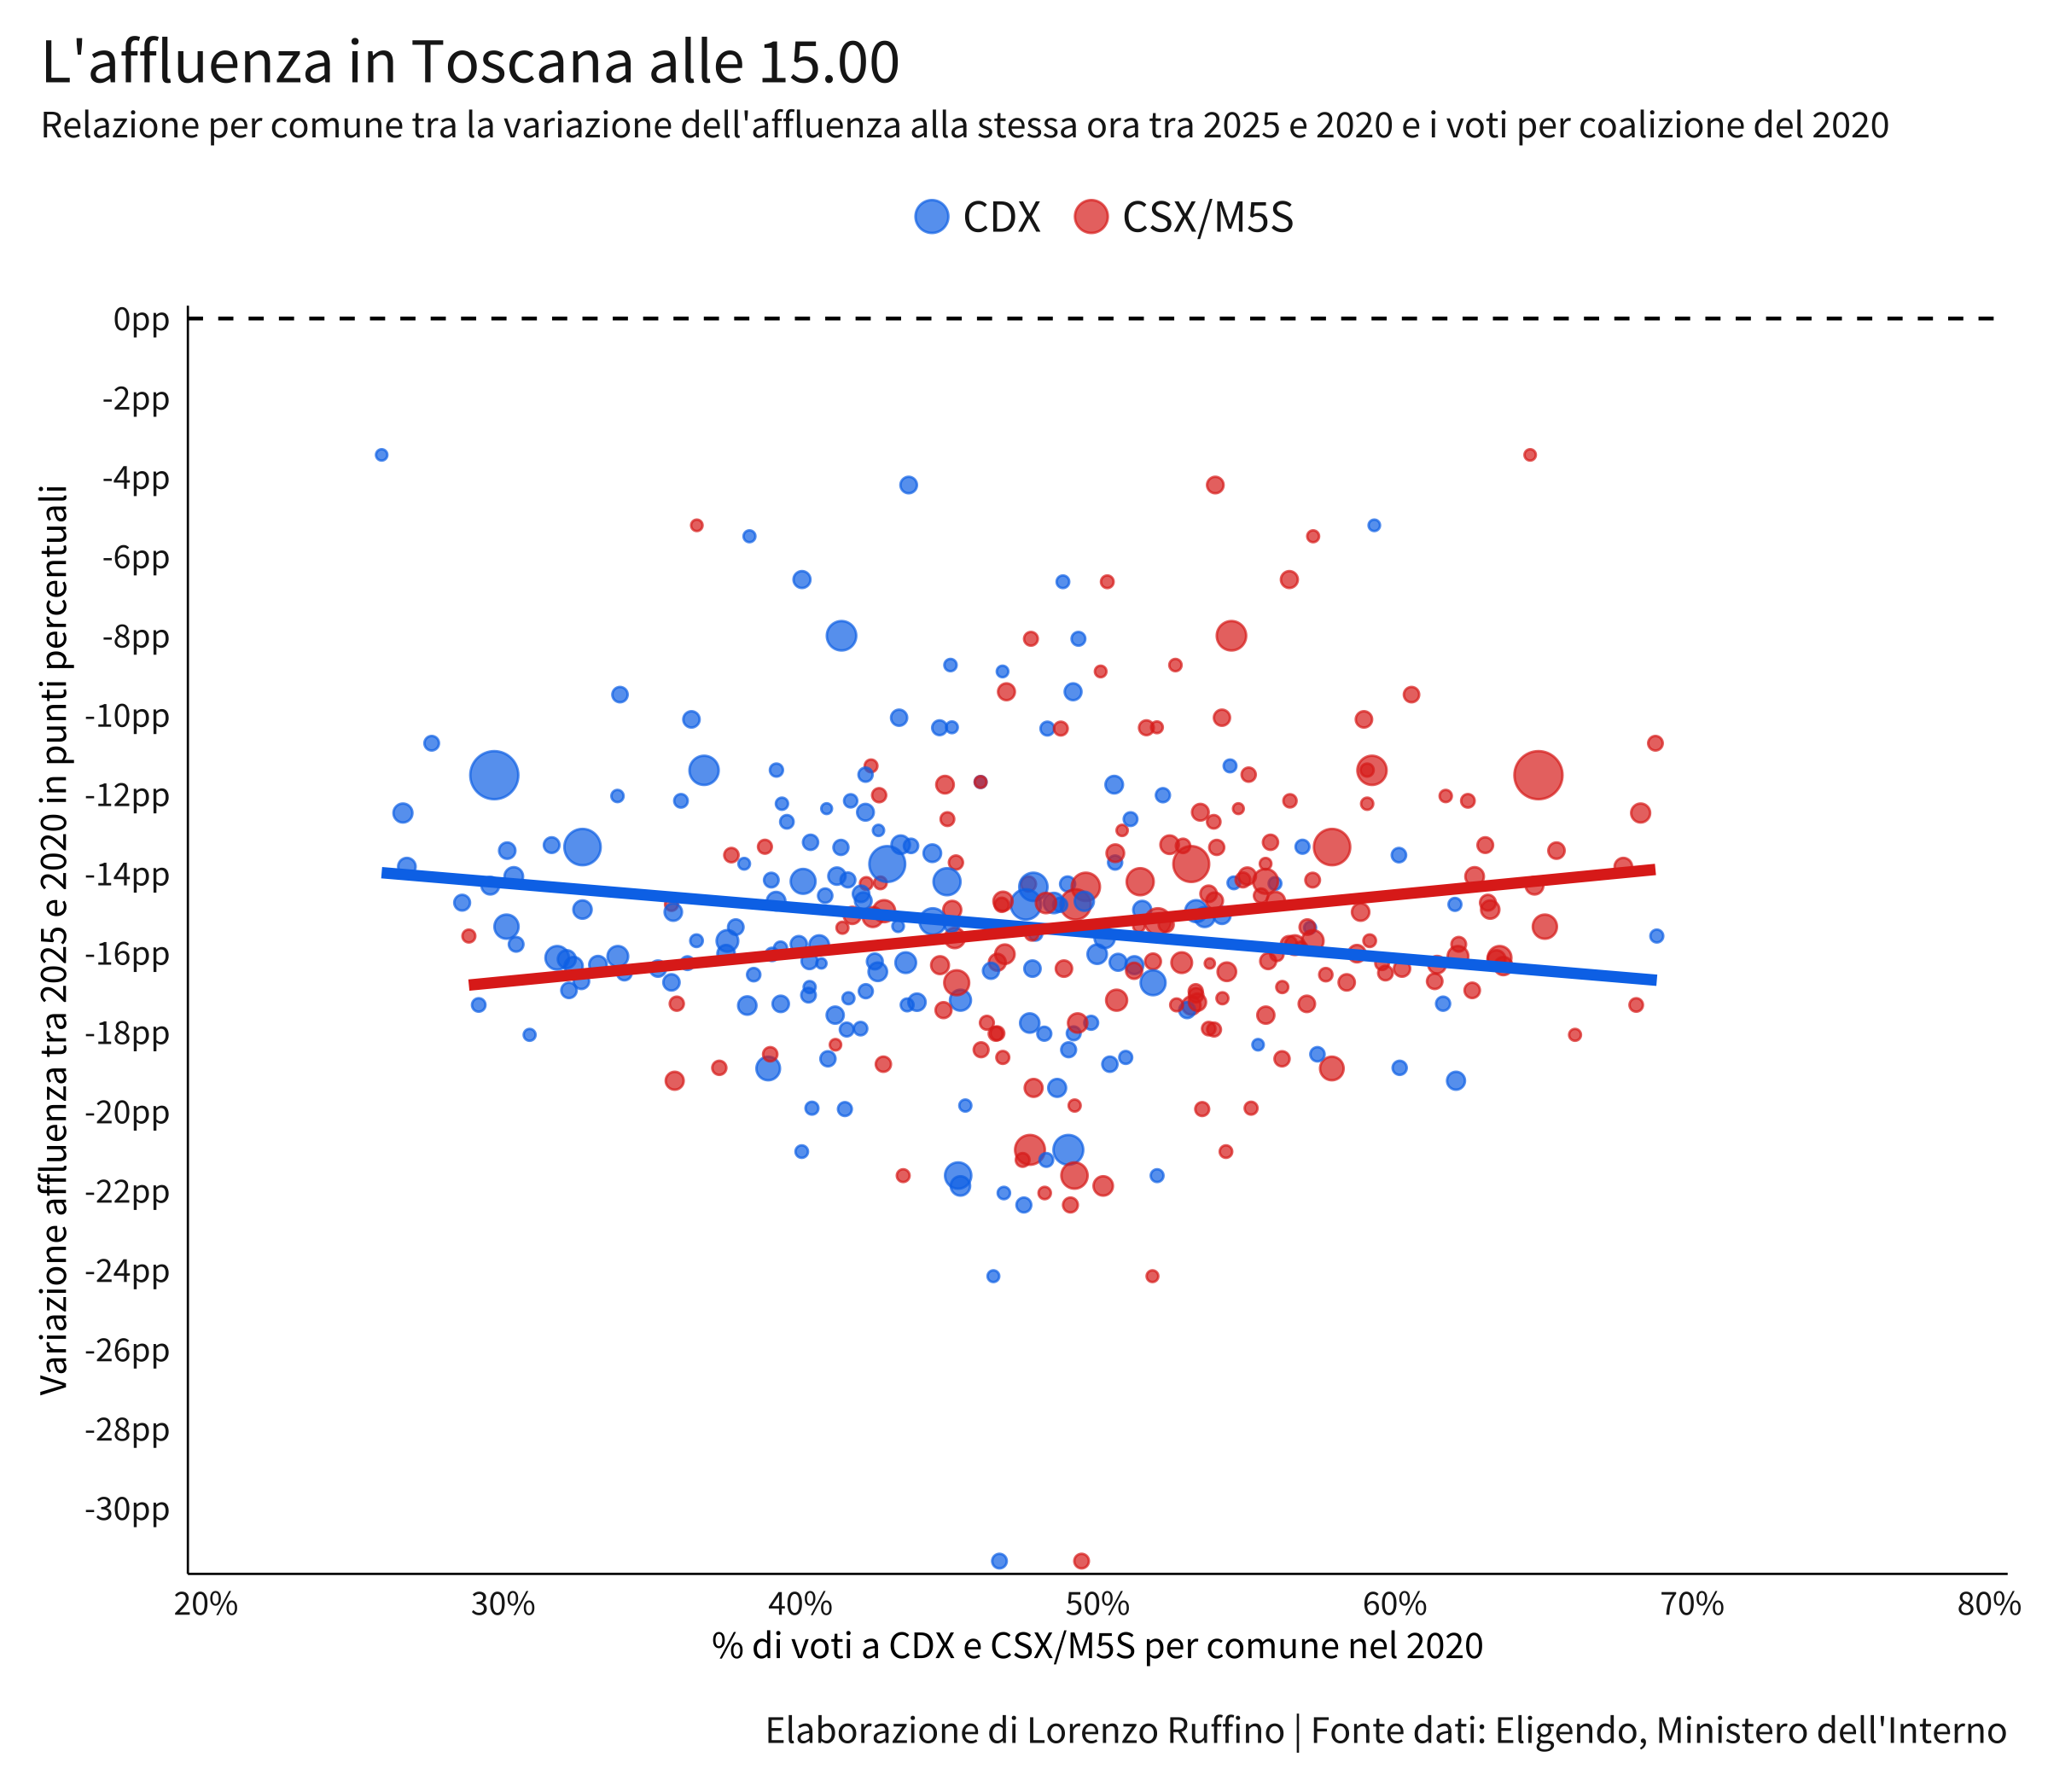 L'affluenza in Toscana alle 15.00
Relazione per comune tra la variazione dell'affluenza alla stessa ora tra 2025 e 2020 e i voti per coalizione del 2020
CDX
CSX/M5S
Variazione affluenza tra 2025 e 2020 in punti percentuali
0pp
-2pp
-4pp
-6pp
-8pp
-10pp
-12pp
-14pp
-16pp
-18pp
-20pp
-22pp
-24pp
-26pp
-28pp
-30pp
20%
30%
40%
50%
60%
70%
80%
% di voti a CDX e CSX/M5S per comune nel 2020
Elaborazione di Lorenzo Ruffino | Fonte dati: Eligendo, Ministero dell'Interno